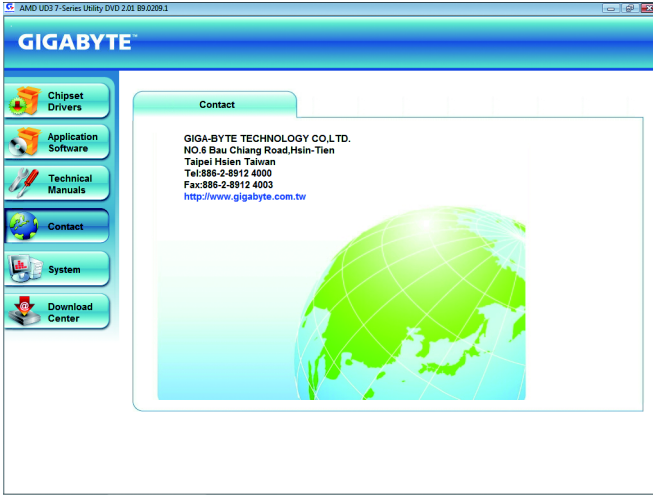 AMD UD3 7-Series Utility DVD 2.01 B9.0209.1
GIGABYTE™
Chipset
Drivers
Application
Software
Technical
Manuals
Contact
System
Download
Center
Contact
GIGA-BYTE TECHNOLOGY CO,LTD.
NO.6 Bau Chiang Road,Hsin-Tien
Taipei Hsien Taiwan
Tel:886-2-8912 4000
Fax:886-2-8912 4003
http://www.gigabyte.com.tw